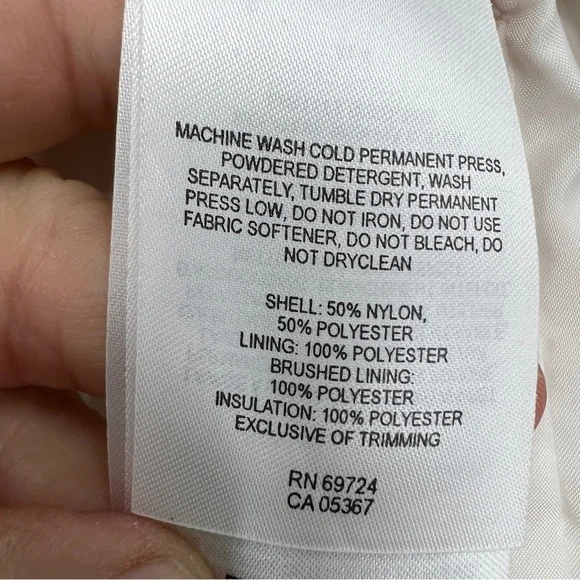 MACHINE WASH COLD PERMANENT PRESS,
POWDERED DETERGENT, WASH
SEPARATELY, TUMBLE DRY PERMANENT
PRESS LOW, DO NOT IRON, DO NOT USE
FABRIC SOFTENER, DO NOT BLEACH, DO
NOT DRYCLEAN
SHELL: 50% NYLON,
50% POLYESTER
LINING: 100% POLYESTER
BRUSHED LINING:
100% POLYESTER
INSULATION: 100% POLYESTER
EXCLUSIVE OF TRIMMING
RN 69724
CA 05367